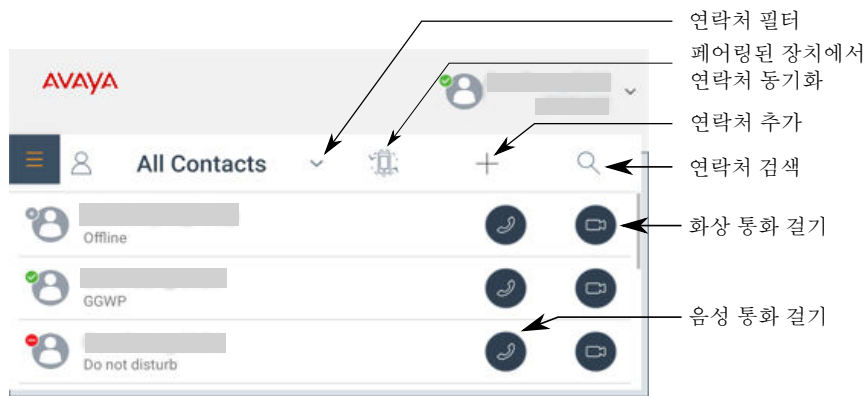 연락처 필터
페어링된 장치에서
연락처 동기화
AVAYA
연락처 추가
All Contacts
연락처 검색
화상 통화 걸기
Offline
GGWP
음성 통화 걸기
Do not disturb